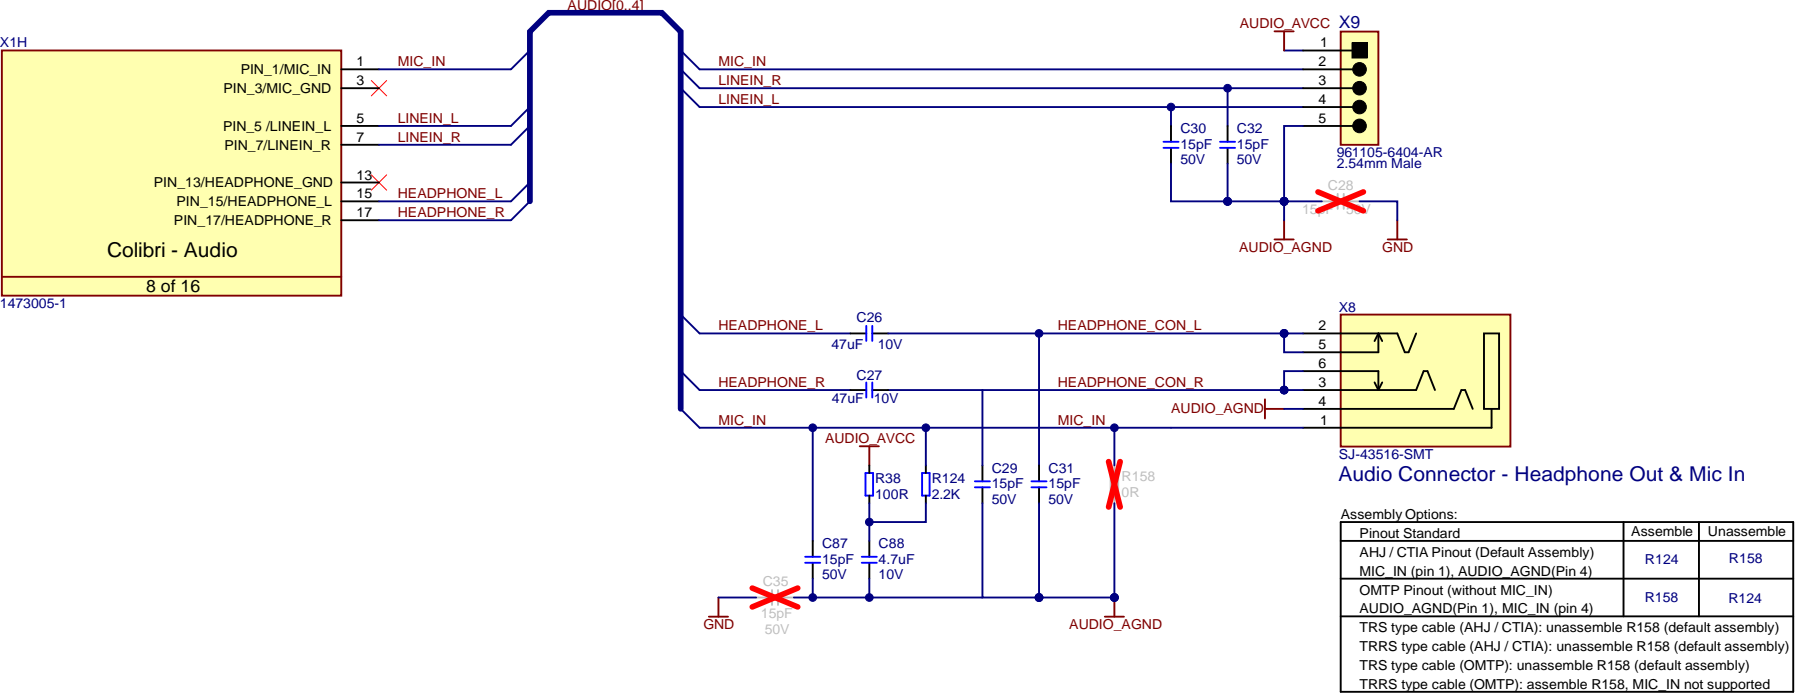 AUDIO[0..4]
X1H
PIN_1/MIC_IN 1 MIC_IN
PIN_3/MIC_GND 3
PIN_5 /LINEIN_L 5 LINEIN_L
PIN_7/LINEIN_R 7 LINEIN_R
PIN_13/HEADPHONE_GND 13
PIN_15/HEADPHONE_L 15 HEADPHONE_L
PIN_17/HEADPHONE_R 17 HEADPHONE_R
Colibri - Audio
8 of 16
1473005-1
AUDIO_AVCC X9
1
MIC_IN 2
LINEIN_R 3
LINEIN_L 4
5
C30 C32
15pF 15pF
50V 50V
961105-6404-AR
2.54mm Male
C28
15pF 50V
AUDIO_AGND GND
X8
HEADPHONE_L C26 HEADPHONE_CON_L 2
47uF 10V
5
6
HEADPHONE_R C27 HEADPHONE_CON_R 3
47uF 10V
AUDIO_AGND 4
MIC_IN MIC_IN 1
SJ-43516-SMT
Audio Connector - Headphone Out & Mic In
AUDIO_AVCC
R38 R124 C29 C31 R158
100R 2.2K 15pF 15pF 0R
50V 50V
C87 C88
15pF 4.7uF
50V 10V
C35
15pF
50V
GND AUDIO_AGND
Assembly Options:
Pinout Standard Assemble Unassemble
AHJ / CTIA Pinout (Default Assembly)
MIC_IN (pin 1), AUDIO_AGND(Pin 4) R124 R158
OMTP Pinout (without MIC_IN)
AUDIO_AGND(Pin 1), MIC_IN (pin 4) R158 R124
TRS type cable (AHJ / CTIA): unassemble R158 (default assembly)
TRRS type cable (AHJ / CTIA): unassemble R158 (default assembly)
TRS type cable (OMTP): unassemble R158 (default assembly)
TRRS type cable (OMTP): assemble R158, MIC_IN not supported